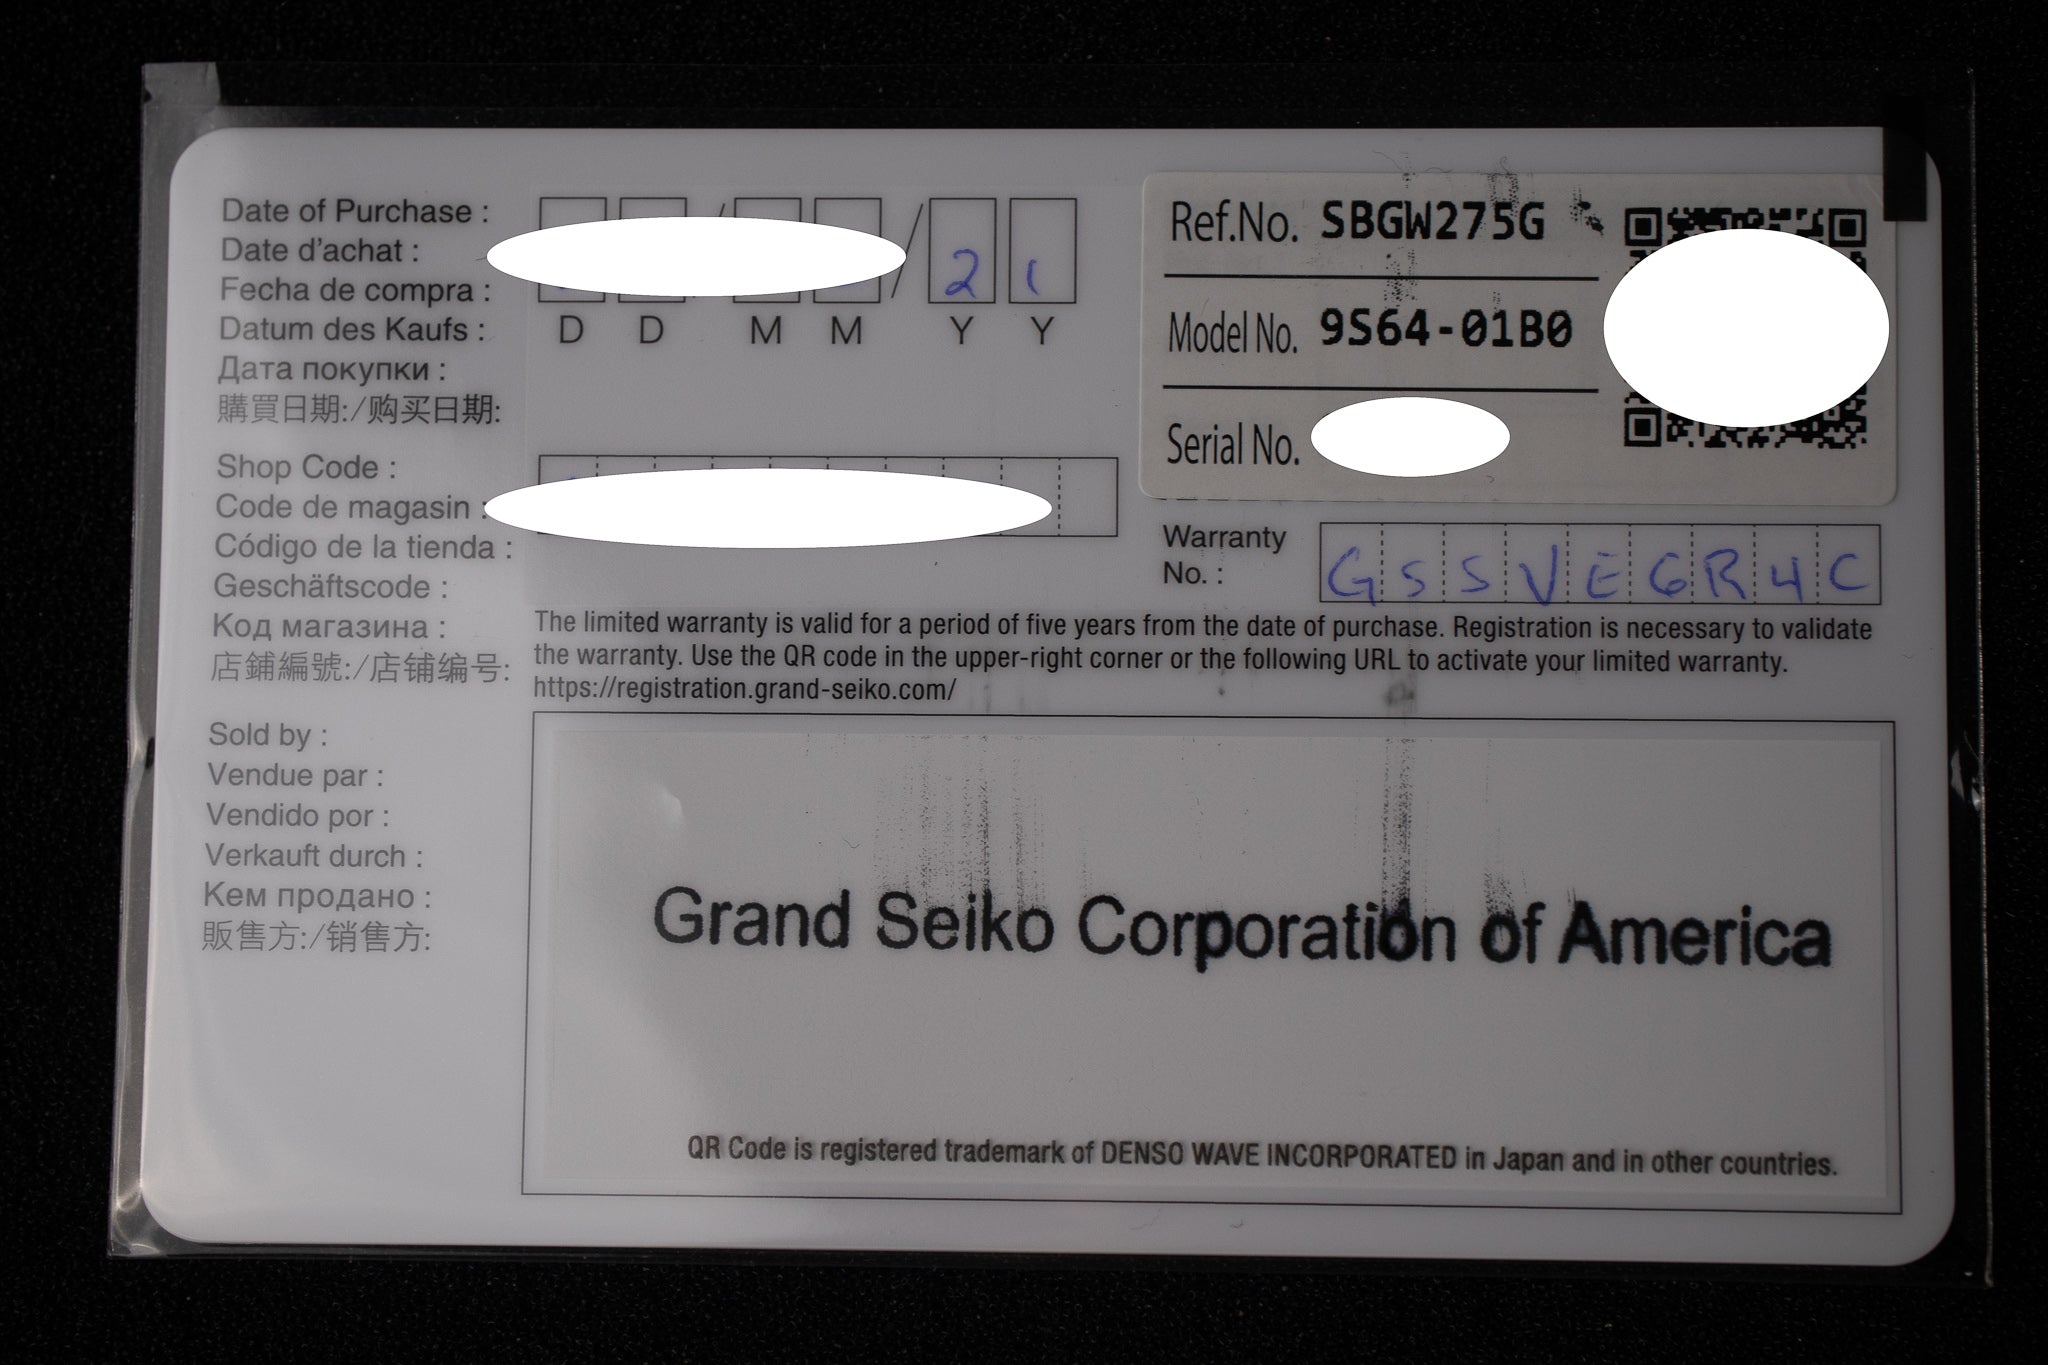 Date of Purchase :
Date d'achat :
Fecha de compra :
Datum des Kaufs :
Дата покупки :
購買日期:/购买日期:
/ / 2 1
D D M M Y Y
Ref.No. SBGW275G
Model No. 9S64-01B0
Serial No.
Shop Code :
Code de magasin :
Código de la tienda :
Geschäftscode :
Код магазина :
店鋪編號:/店铺编号:
Warranty
No. :
GSSVE6R4C
The limited warranty is valid for a period of five years from the date of purchase. Registration is necessary to validate
the warranty. Use the QR code in the upper-right corner or the following URL to activate your limited warranty.
https://registration.grand-seiko.com/
Sold by :
Vendue par :
Vendido por :
Verkauft durch :
Кем продано :
販售方:/销售方:
Grand Seiko Corporation of America
QR Code is registered trademark of DENSO WAVE INCORPORATED in Japan and in other countries.